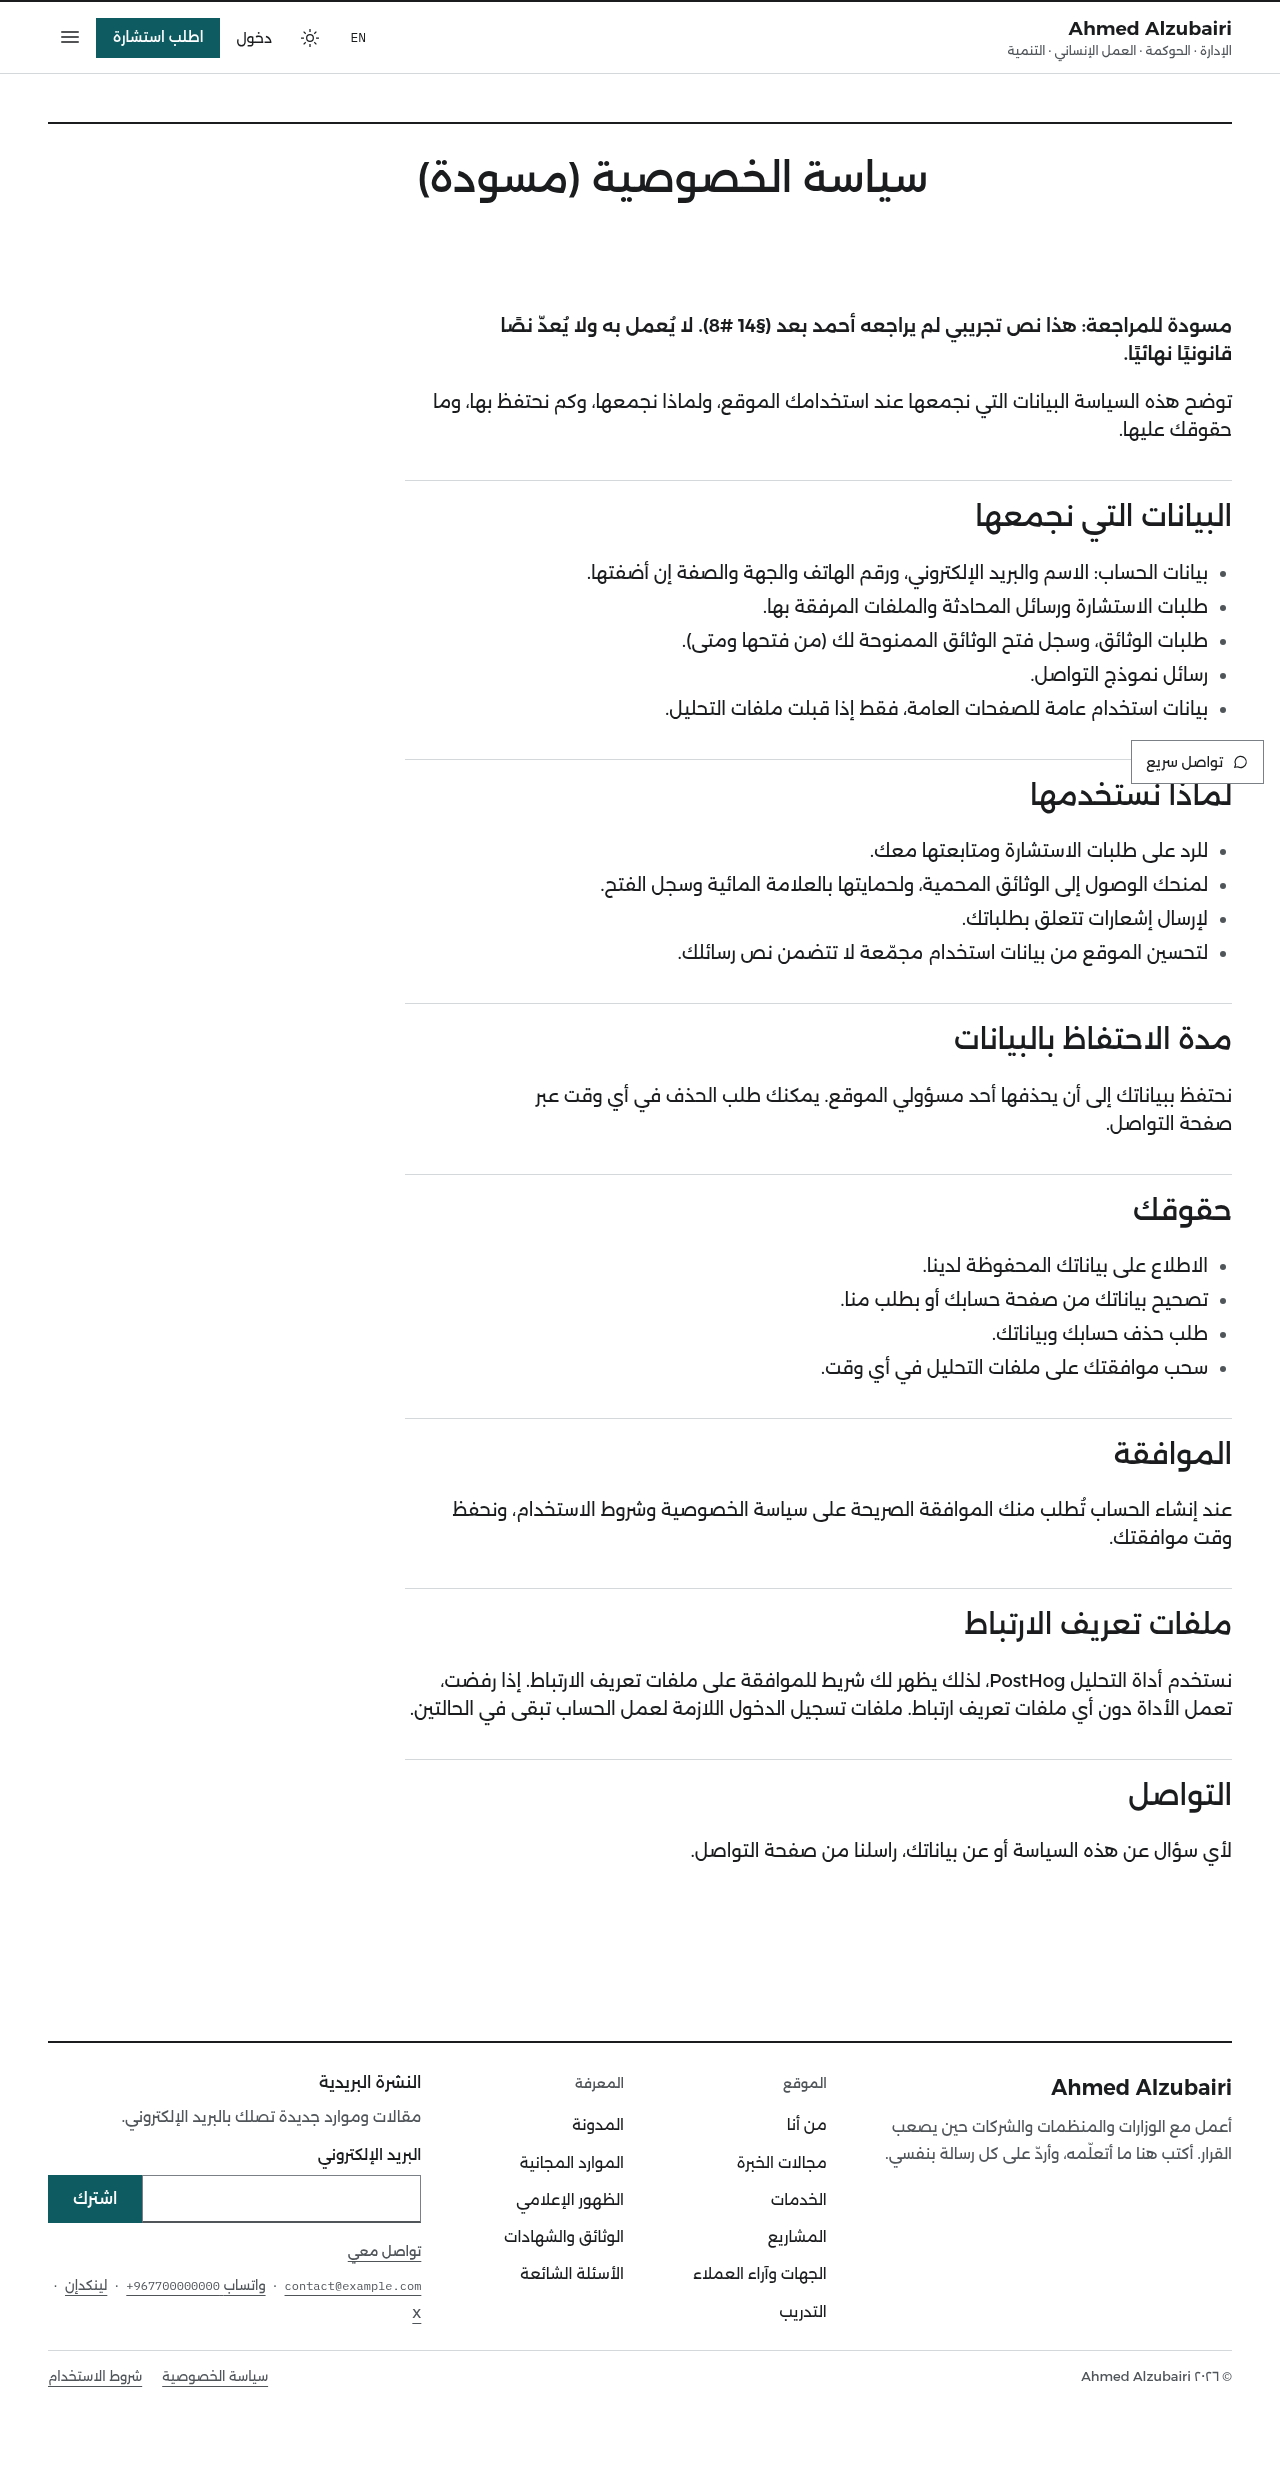 Ahmed Alzubairi
الإدارة · الحوكمة · العمل الإنساني · التنمية
EN
دخول
اطلب استشارة
سياسة الخصوصية (مسودة)
مسودة للمراجعة: هذا نص تجريبي لم يراجعه أحمد بعد (§14 #8). لا يُعمل به ولا يُعدّ نصًا
قانونيًا نهائيًا.
توضح هذه السياسة البيانات التي نجمعها عند استخدامك الموقع، ولماذا نجمعها، وكم نحتفظ بها، وما
حقوقك عليها.
البيانات التي نجمعها
• بيانات الحساب: الاسم والبريد الإلكتروني، ورقم الهاتف والجهة والصفة إن أضفتها.
• طلبات الاستشارة ورسائل المحادثة والملفات المرفقة بها.
• طلبات الوثائق، وسجل فتح الوثائق الممنوحة لك (من فتحها ومتى).
• رسائل نموذج التواصل.
• بيانات استخدام عامة للصفحات العامة، فقط إذا قبلت ملفات التحليل.
تواصل سريع
لماذا نستخدمها
• للرد على طلبات الاستشارة ومتابعتها معك.
• لمنحك الوصول إلى الوثائق المحمية، ولحمايتها بالعلامة المائية وسجل الفتح.
• لإرسال إشعارات تتعلق بطلباتك.
• لتحسين الموقع من بيانات استخدام مجمّعة لا تتضمن نص رسائلك.
مدة الاحتفاظ بالبيانات
نحتفظ ببياناتك إلى أن يحذفها أحد مسؤولي الموقع. يمكنك طلب الحذف في أي وقت عبر
صفحة التواصل.
حقوقك
• الاطلاع على بياناتك المحفوظة لدينا.
• تصحيح بياناتك من صفحة حسابك أو بطلب منا.
• طلب حذف حسابك وبياناتك.
• سحب موافقتك على ملفات التحليل في أي وقت.
الموافقة
عند إنشاء الحساب تُطلب منك الموافقة الصريحة على سياسة الخصوصية وشروط الاستخدام، ونحفظ
وقت موافقتك.
ملفات تعريف الارتباط
نستخدم أداة التحليل PostHog، لذلك يظهر لك شريط للموافقة على ملفات تعريف الارتباط. إذا رفضت،
تعمل الأداة دون أي ملفات تعريف ارتباط. ملفات تسجيل الدخول اللازمة لعمل الحساب تبقى في الحالتين.
التواصل
لأي سؤال عن هذه السياسة أو عن بياناتك، راسلنا من صفحة التواصل.
Ahmed Alzubairi
أعمل مع الوزارات والمنظمات والشركات حين يصعب
القرار. أكتب هنا ما أتعلّمه، وأردّ على كل رسالة بنفسي.
الموقع
من أنا
مجالات الخبرة
الخدمات
المشاريع
الجهات وآراء العملاء
التدريب
المعرفة
المدونة
الموارد المجانية
الظهور الإعلامي
الوثائق والشهادات
الأسئلة الشائعة
النشرة البريدية
مقالات وموارد جديدة تصلك بالبريد الإلكتروني.
البريد الإلكتروني
اشترك
تواصل معي
contact@example.com · واتساب +967700000000 · لينكدإن ·
X
© ٢٠٢٦ Ahmed Alzubairi
سياسة الخصوصية
شروط الاستخدام